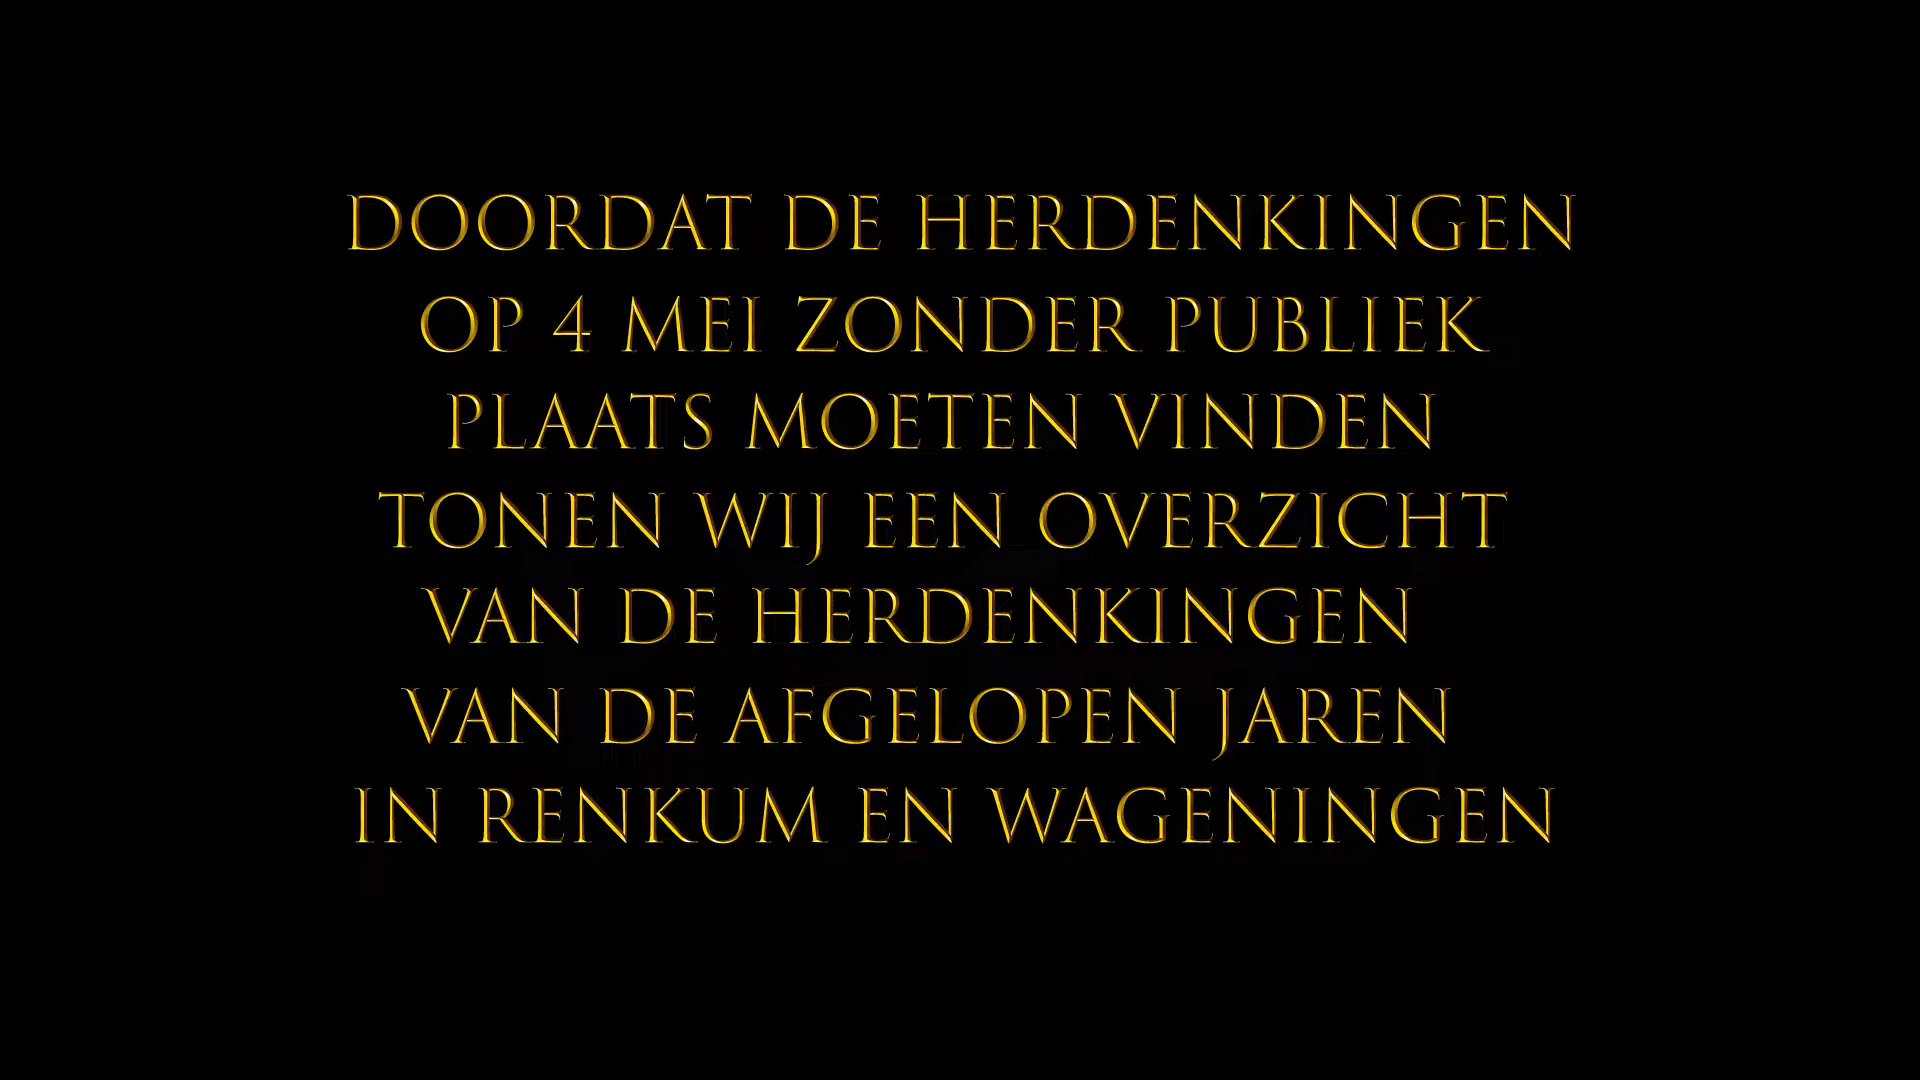 DOORDAT DE HERDENKINGEN
OP 4 MEI ZONDER PUBLIEK
PLAATS MOETEN VINDEN
TONEN WIJ EEN OVERZICHT
VAN DE HERDENKINGEN
VAN DE AFGELOPEN JAREN
IN RENKUM EN WAGENINGEN